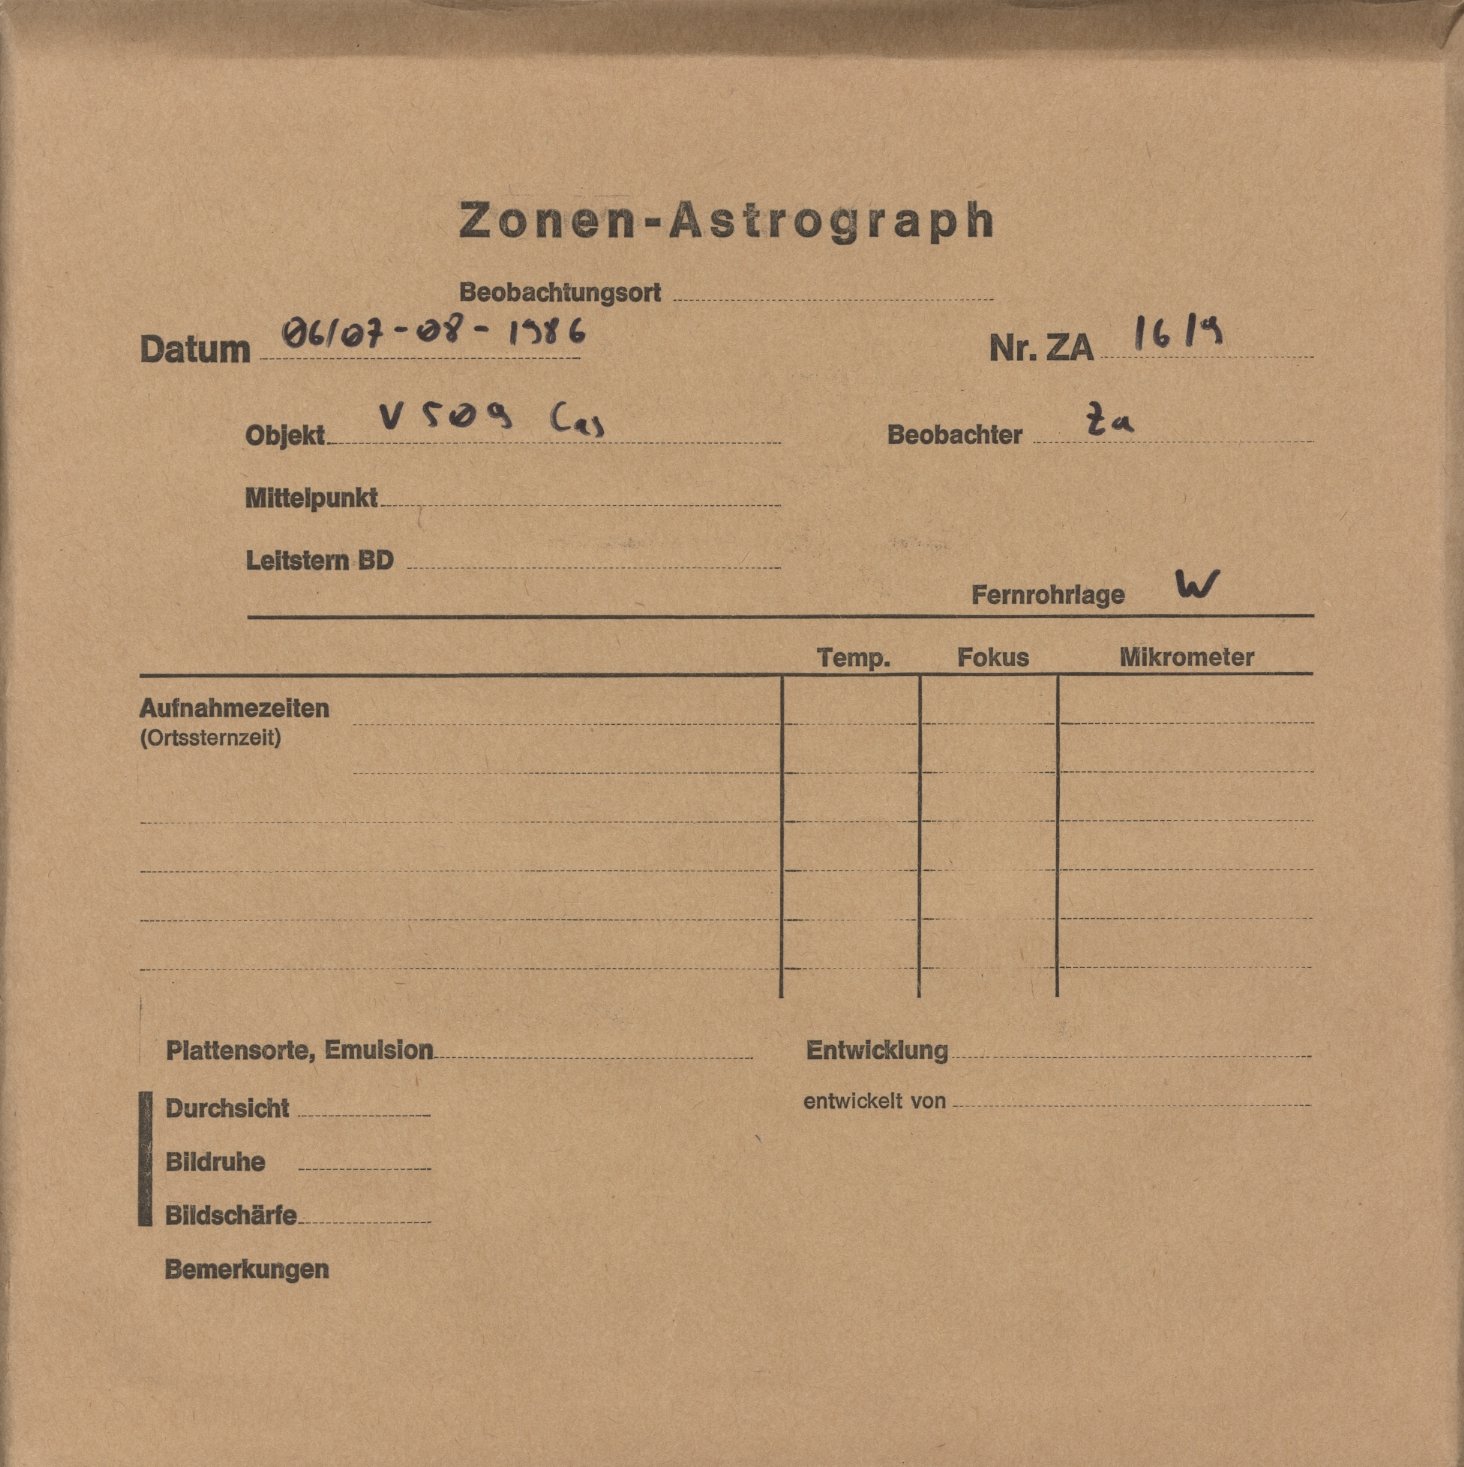 Zonen-Astrograph
Beobachtungsort
Datum 06/07-08-1986 Nr. ZA 1619
Objekt V 509 Cas Beobachter Za
Mittelpunkt
Leitstern BD
Fernrohrlage W
Temp. Fokus Mikrometer
Aufnahmezeiten
(Ortssternzeit)
Plattensorte, Emulsion Entwicklung
Durchsicht entwickelt von
Bildruhe
Bildschärfe
Bemerkungen